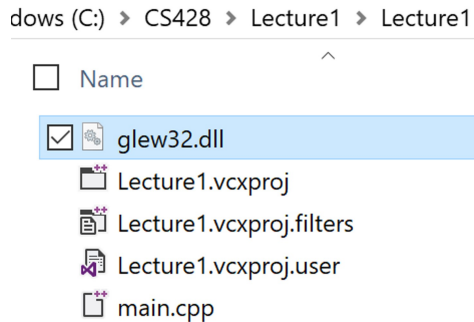 dows (C:) > CS428 > Lecture1 > Lecture1
Name
glew32.dll
Lecture1.vcxproj
Lecture1.vcxproj.filters
Lecture1.vcxproj.user
main.cpp